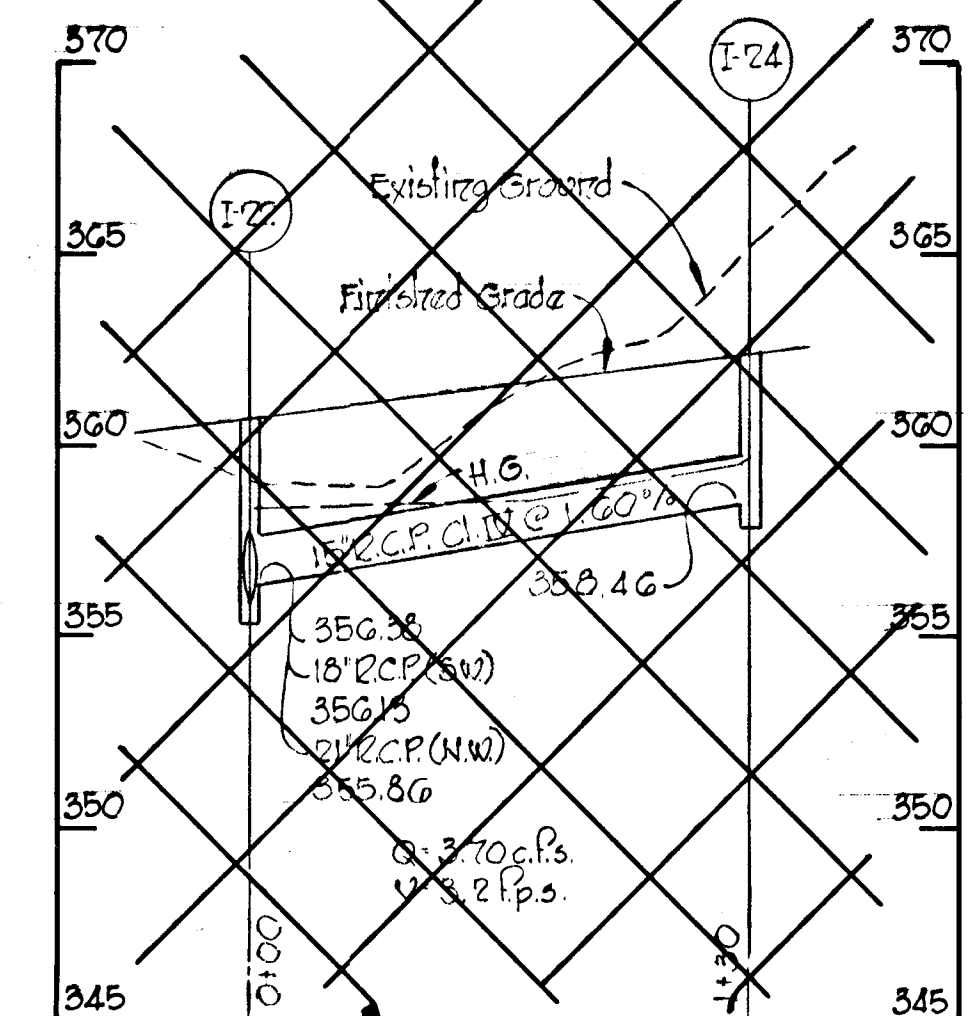 370
370
I-24
I-22
Existing Ground
365
365
Finished Grade
360
360
H.G.
15" R.C.P. Cl. IV @ 1.60%
358.46
355
355
356.38
18" R.C.P. (S.W.)
356.13
21" R.C.P. (N.W.)
355.86
350
350
Q= 3.70 c.f.s.
V= 3.2 f.p.s.
0+00
1+30
345
345